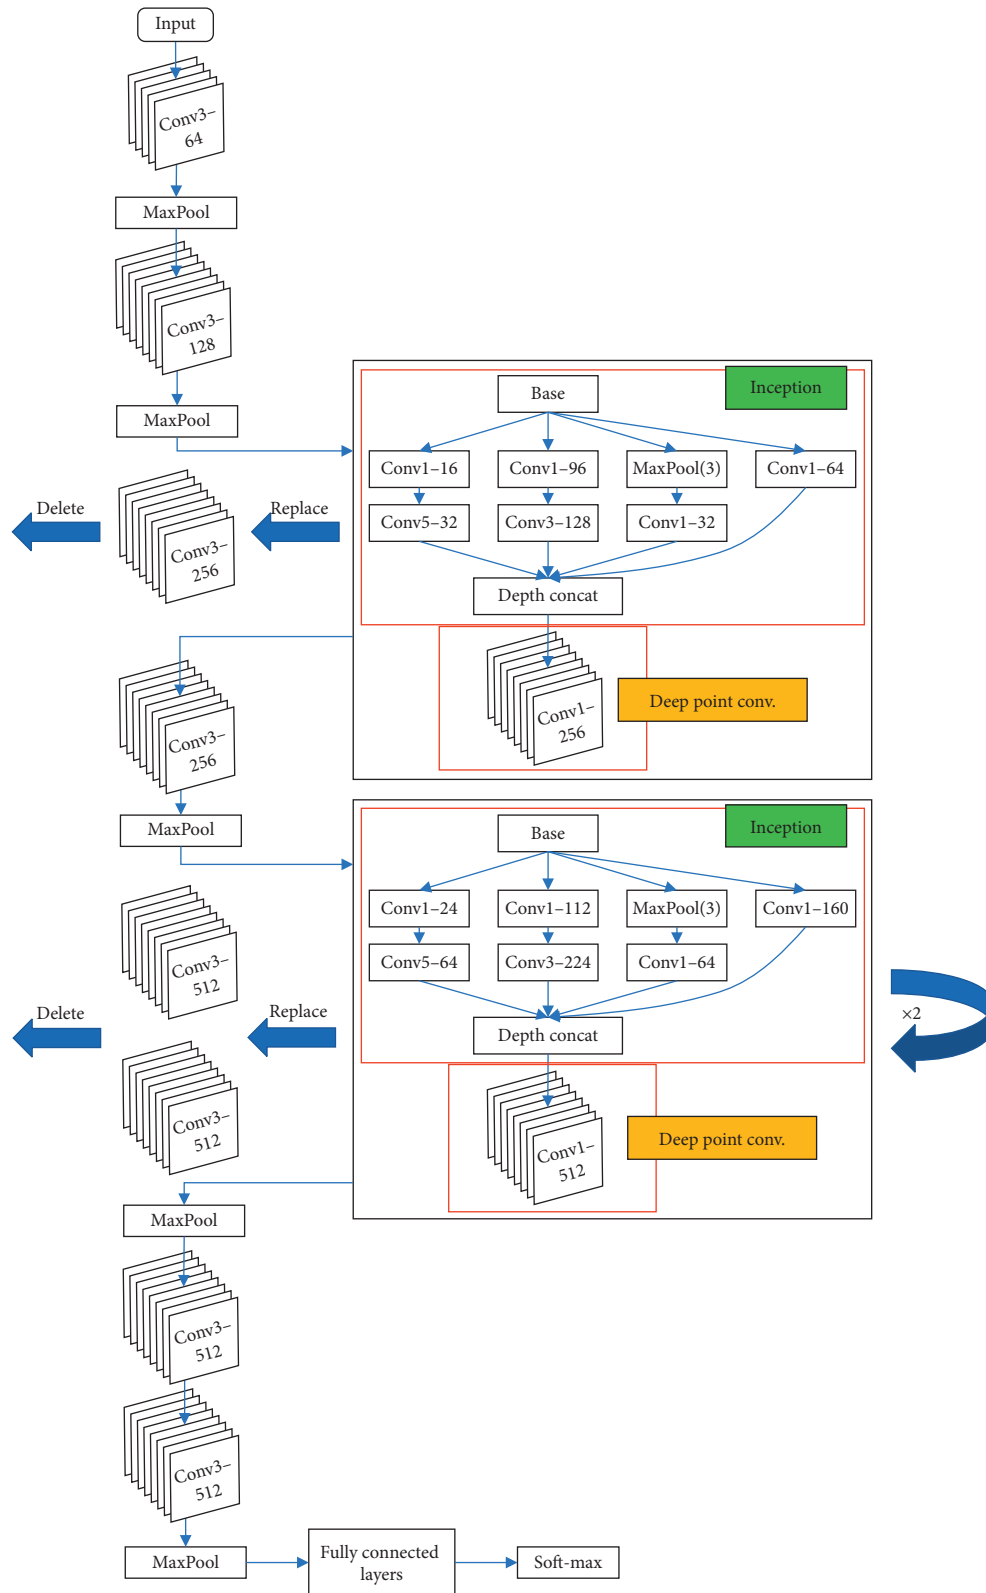 Input
Conv3–
64
MaxPool
Conv3–
128
MaxPool
Inception
Base
Conv1–16
Conv1–96
MaxPool(3)
Conv1–64
Conv5–32
Conv3–128
Conv1–32
Depth concat
Delete
Replace
Conv3–
256
Conv1–
256
Deep point conv.
Conv3–
256
MaxPool
Inception
Base
Conv1–24
Conv1–112
MaxPool(3)
Conv1–160
Conv5–64
Conv3–224
Conv1–64
Depth concat
×2
Conv3–
512
Delete
Replace
Conv3–
512
Conv1–
512
Deep point conv.
MaxPool
Conv3–
512
Conv3–
512
MaxPool
Fully connected
layers
Soft-max